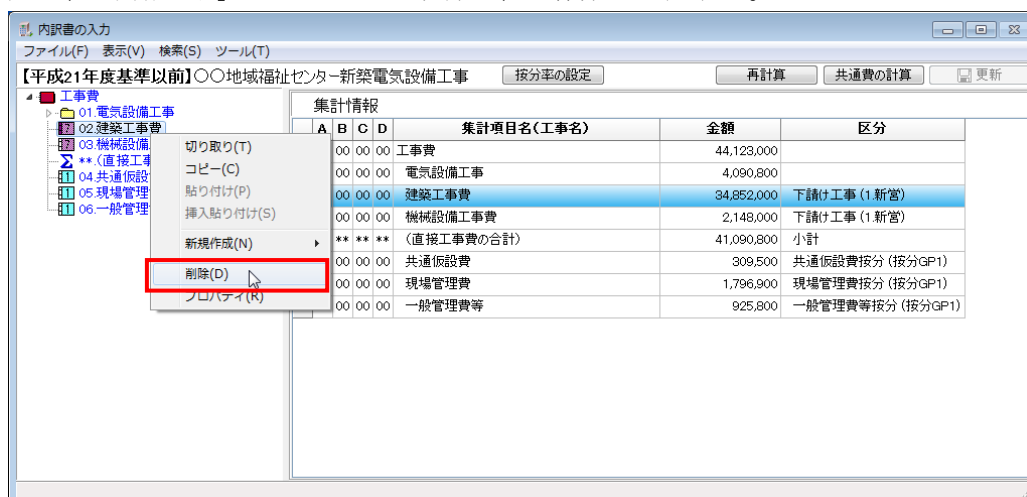 内訳書の入力
ファイル(F) 表示(V) 検索(S) ツール(T)
【平成21年度基準以前】○○地域福祉センター新築電気設備工事 按分率の設定 再計算 共通費の計算 更新
工事費
01.電気設備工事
02.建築工事費
03.機械設備
**.(直接工事
04.共通仮設
05.現場管理
06.一般管理
切り取り(T)
コピー(C)
貼り付け(P)
挿入貼り付け(S)
新規作成(N)
削除(D)
プロパティ(R)
集計情報
A B C D 集計項目名(工事名) 金額 区分
00 00 00 工事費 44,123,000
00 00 00 電気設備工事 4,090,800
00 00 00 建築工事費 34,852,000 下請け工事(1.新営)
00 00 00 機械設備工事費 2,148,000 下請け工事(1.新営)
** ** ** (直接工事費の合計) 41,090,800 小計
00 00 00 共通仮設費 309,500 共通仮設費按分(按分GP1)
00 00 00 現場管理費 1,796,900 現場管理費按分(按分GP1)
00 00 00 一般管理費等 925,800 一般管理費等按分(按分GP1)